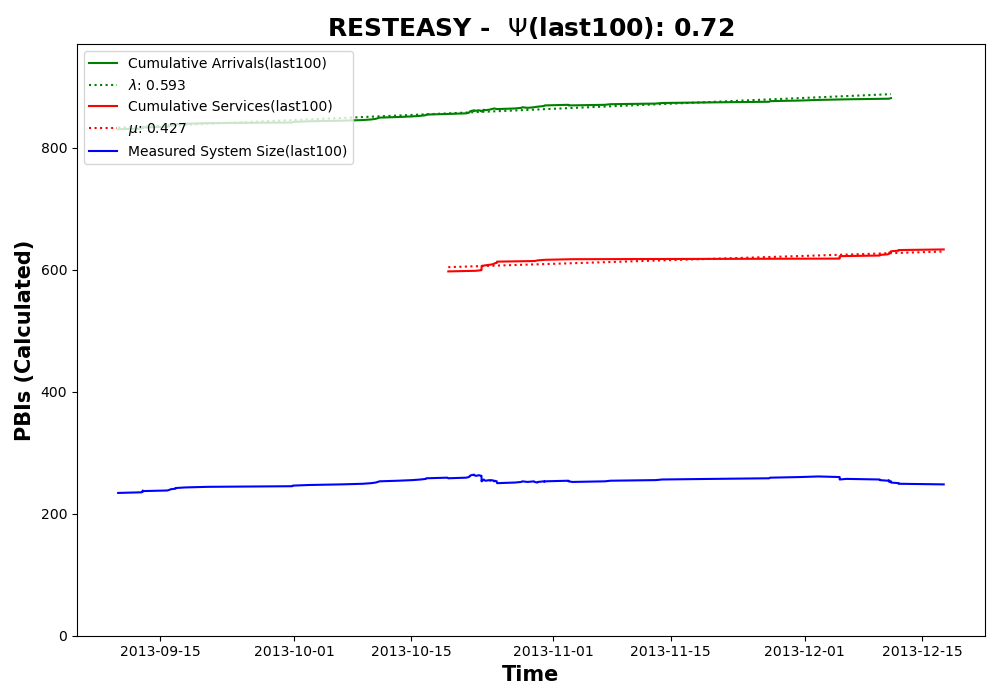 RESTEASY - Ψ(last100): 0.72
Cumulative Arrivals(last100)
λ: 0.593
Cumulative Services(last100)
μ: 0.427
Measured System Size(last100)
PBIs (Calculated)
800
600
400
200
0
2013-09-15 2013-10-01 2013-10-15 2013-11-01 2013-11-15 2013-12-01 2013-12-15
Time